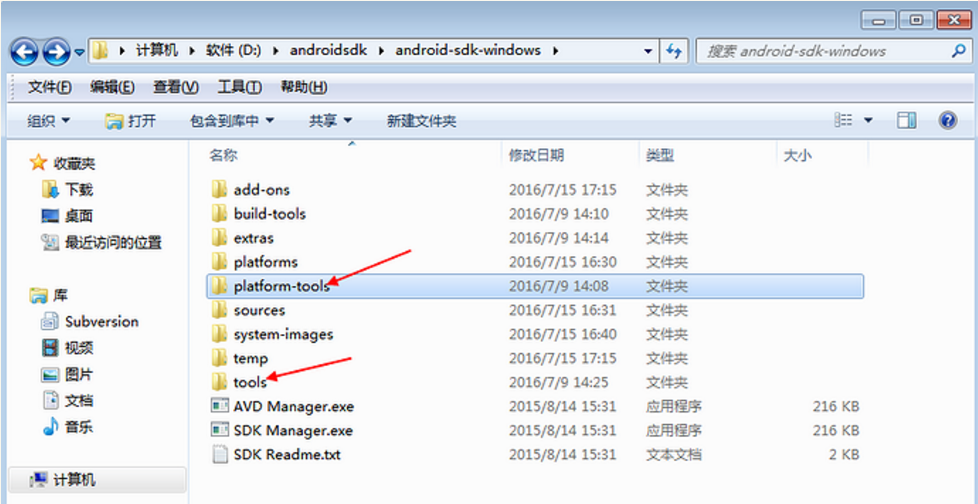 计算机 软件 (D:) androidsdk android-sdk-windows 搜索 android-sdk-windows
文件(F) 编辑(E) 查看(V) 工具(T) 帮助(H)
组织 打开 包含到库中 共享 新建文件夹
收藏夹
下载
桌面
最近访问的位置
库
Subversion
视频
图片
文档
音乐
计算机
名称 修改日期 类型 大小
add-ons 2016/7/15 17:15 文件夹
build-tools 2016/7/9 14:10 文件夹
extras 2016/7/9 14:14 文件夹
platforms 2016/7/15 16:30 文件夹
platform-tools 2016/7/9 14:08 文件夹
sources 2016/7/15 16:31 文件夹
system-images 2016/7/15 16:40 文件夹
temp 2016/7/15 17:15 文件夹
tools 2016/7/9 14:25 文件夹
AVD Manager.exe 2015/8/14 15:31 应用程序 216 KB
SDK Manager.exe 2015/8/14 15:31 应用程序 216 KB
SDK Readme.txt 2015/8/14 15:31 文本文档 2 KB